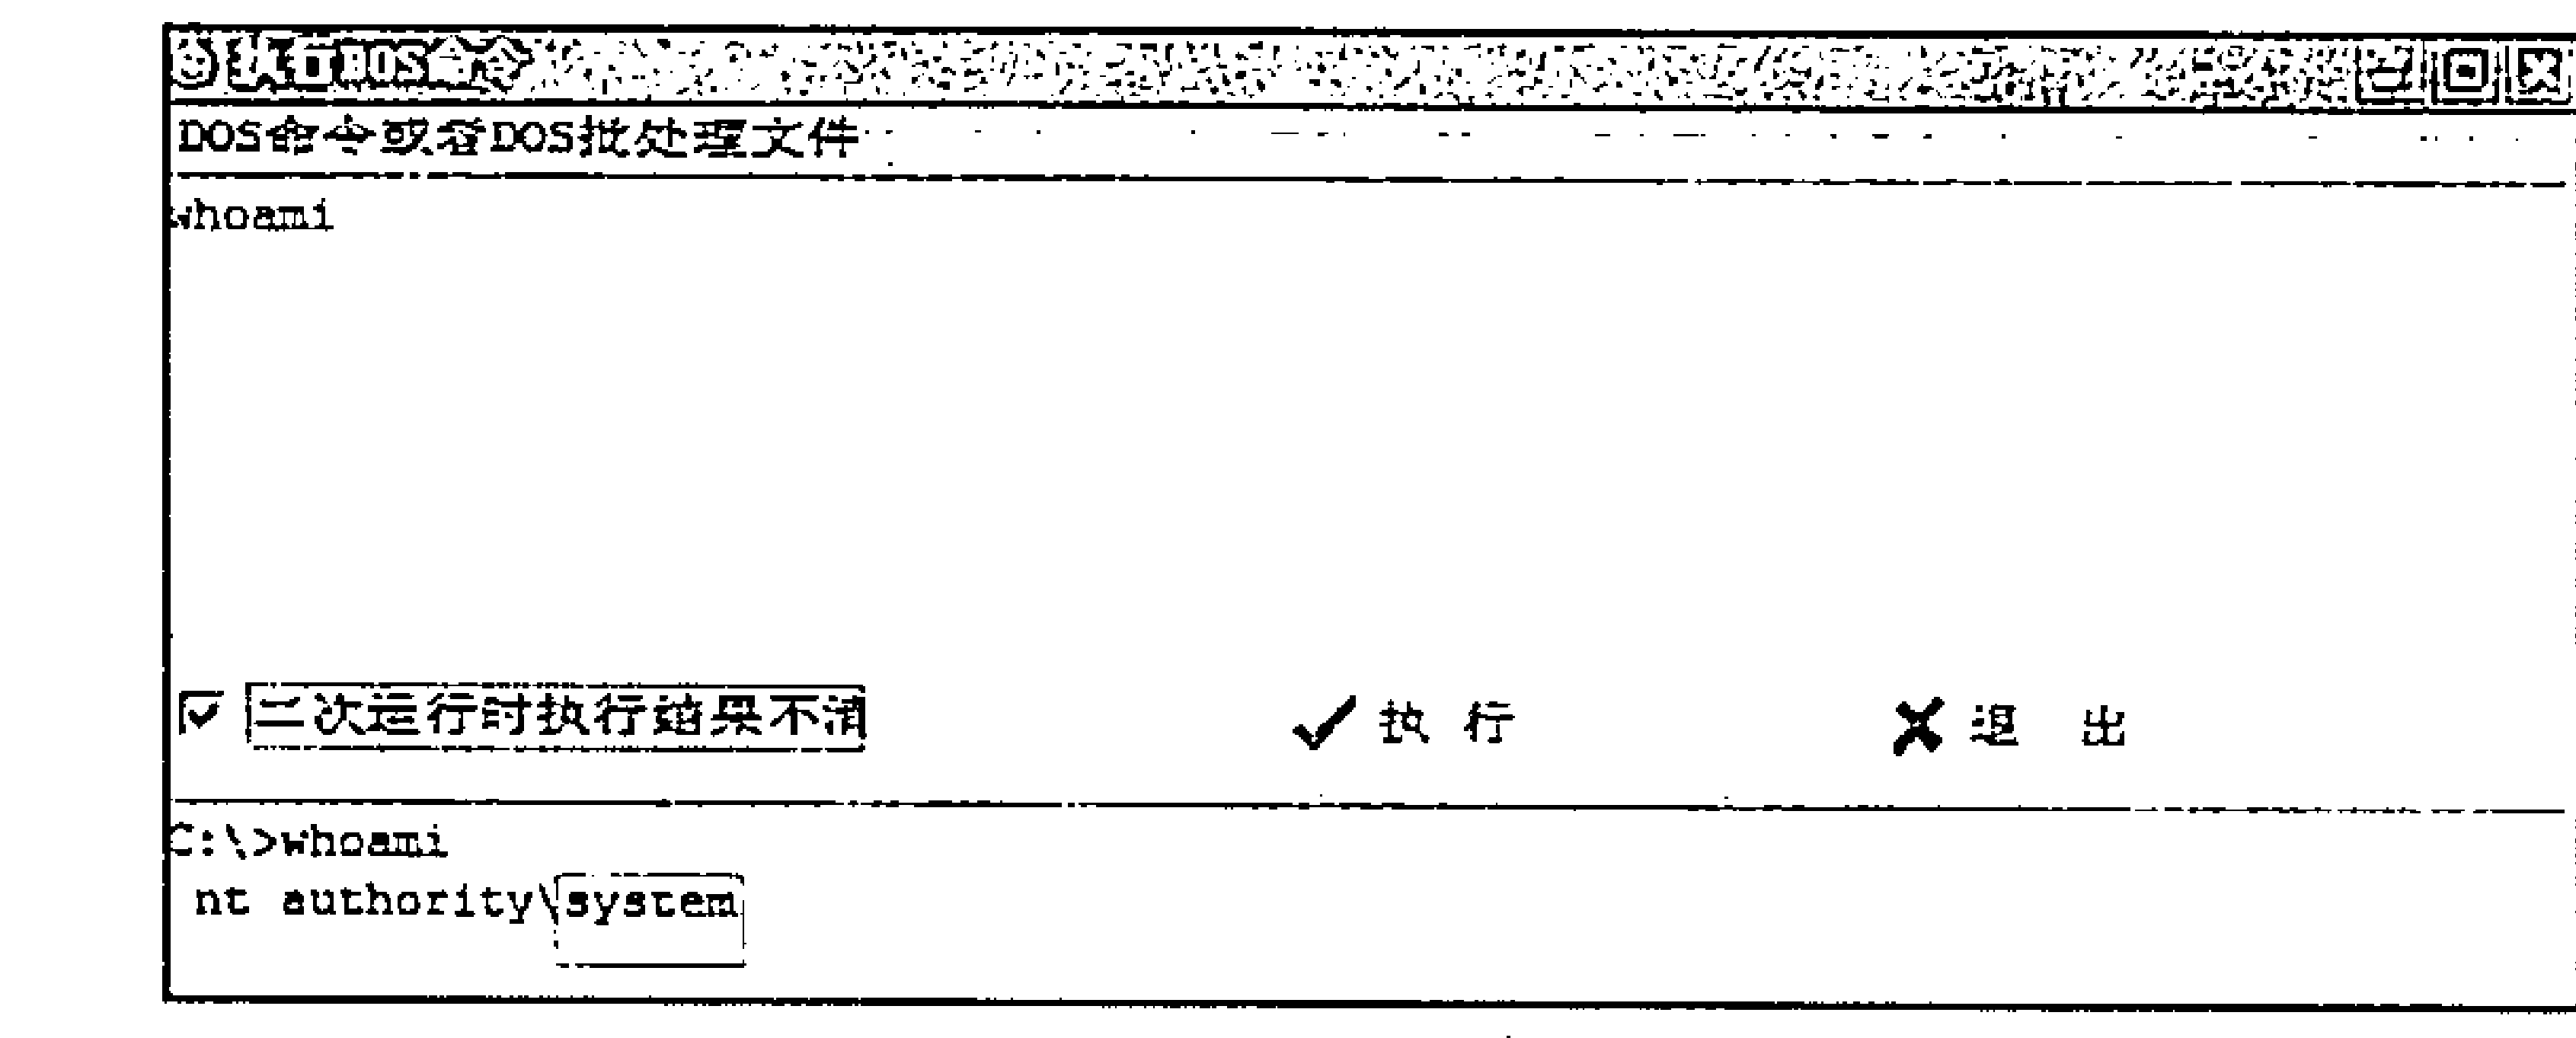 执行DOS命令
DOS命令或者DOS批处理文件
whoami
二次运行时执行结果不清
执 行
退 出
C:\>whoami
nt authority\system